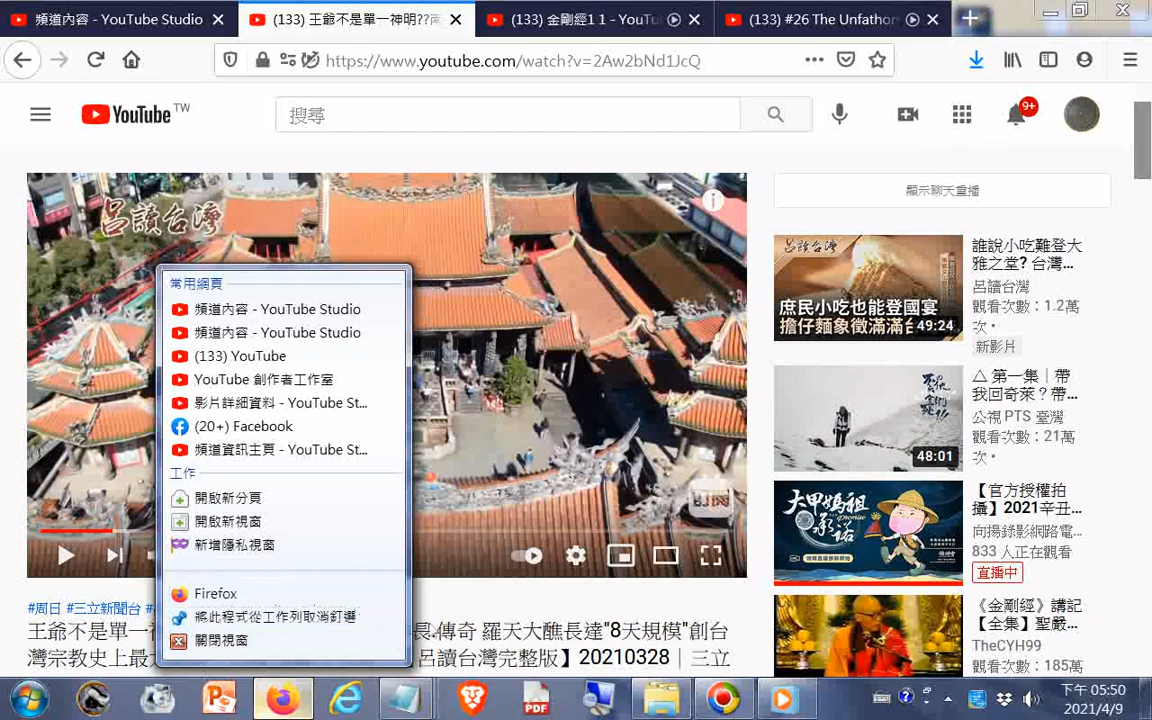 (133) YouTube Studio
頻道內容 - YouTube Studio
(133) 王爺不是單一神明??南
(133) 金剛經1 1 - YouTu
(133) #26 The Unfathom
https://www.youtube.com/watch?v=2Aw2bNd1JcQ
YouTube TW
搜尋
9+
呂讀台灣
顯示聊天重播
常用網頁
頻道內容 - YouTube Studio
頻道內容 - YouTube Studio
(133) YouTube
YouTube 創作者工作室
影片詳細資料 - YouTube St...
(20+) Facebook
頻道資訊主頁 - YouTube St...
工作
開啟新分頁
開啟新視窗
新增隱私視窗
Firefox
將此程式從工作列取消釘選
關閉視窗
呂讀台灣
庶民小吃也能登國宴
擔仔麵象徵滿滿台
49:24
誰說小吃難登大
雅之堂? 台灣...
呂讀台灣
觀看次數：1.2萬
次・
新影片
48:01
△ 第一集｜帶
我回奇萊？帶...
公視 PTS 臺灣
觀看次數：21萬
次・
大甲媽祖
承諾
Promise
【官方授權拍
攝】2021辛丑...
向揚錄影網路電...
833 人正在觀看
直播中
《金剛經》講記
【全集】聖嚴...
TheCYH99
觀看次數：185萬
#周日 #三立新聞台
王爺不是單一
長.傳奇 羅天大醮長達"8天規模"創台
灣宗教史上最大
呂讀台灣完整版】20210328｜三立
PDF
下午 05:50
2021/4/9